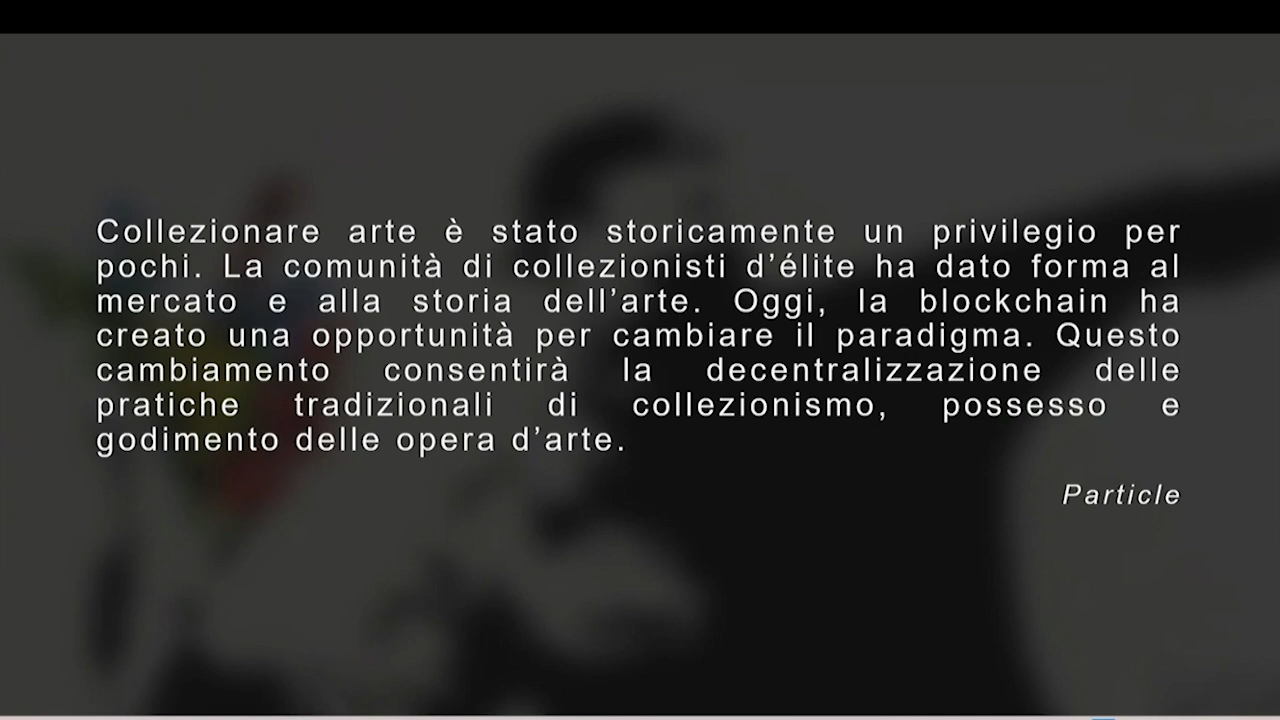 Collezionare arte è stato storicamente un privilegio per
pochi. La comunità di collezionisti d’élite ha dato forma al
mercato e alla storia dell’arte. Oggi, la blockchain ha
creato una opportunità per cambiare il paradigma. Questo
cambiamento consentirà la decentralizzazione delle
pratiche tradizionali di collezionismo, possesso e
godimento delle opera d’arte.
Particle